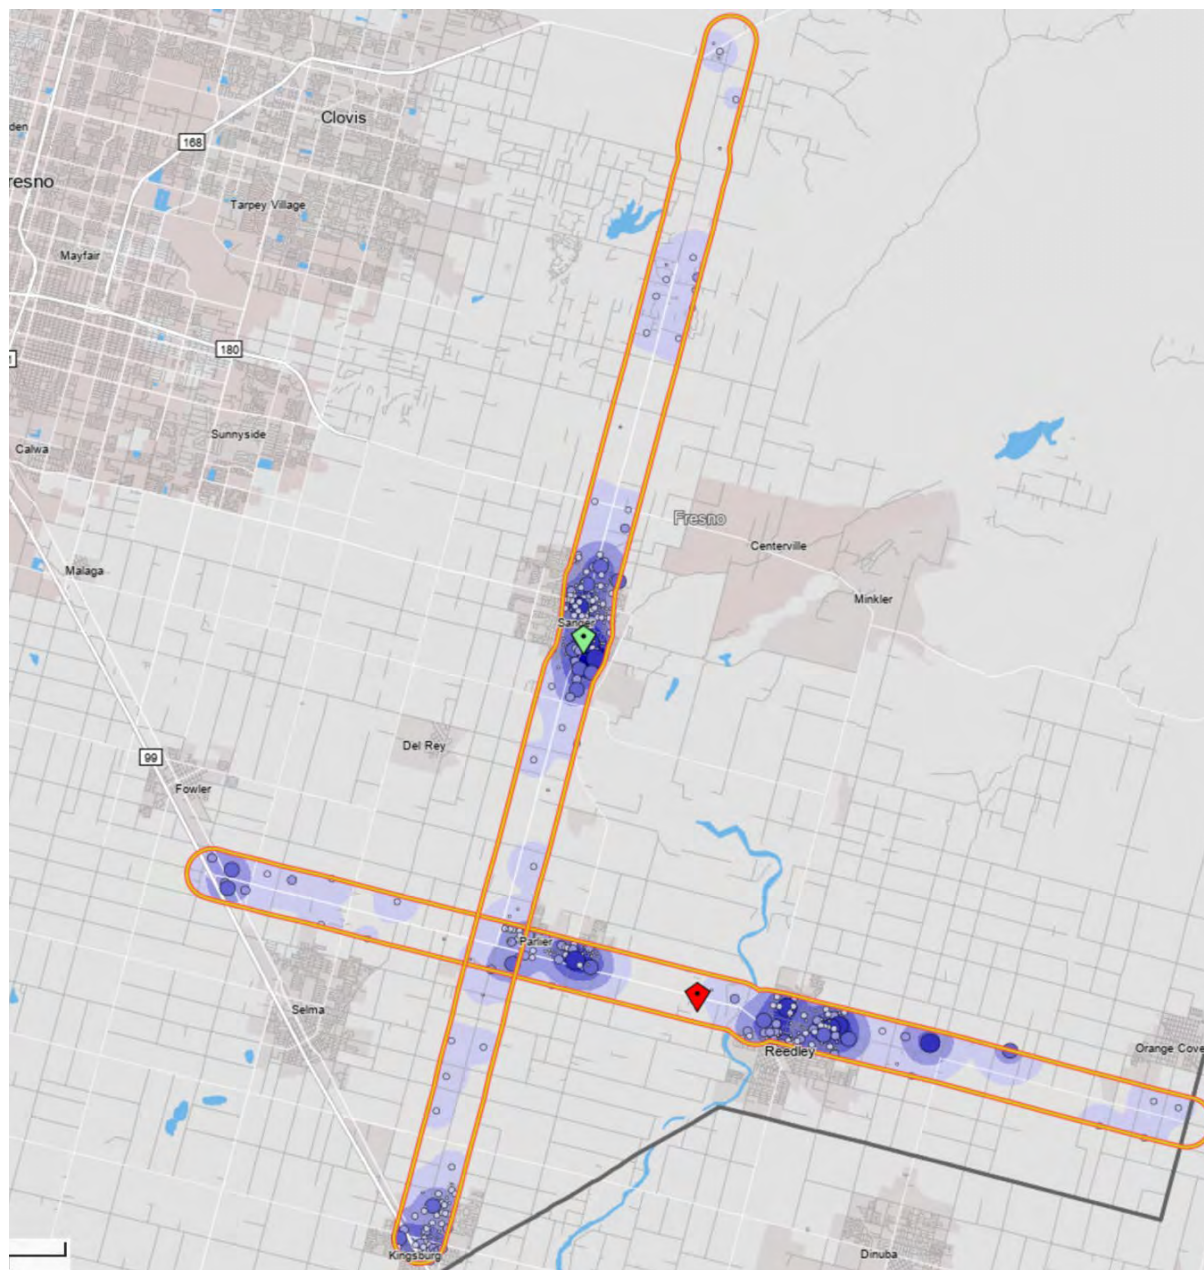 Clovis
168
resno
Tarpey Village
Mayfair
180
Sunnyside
Calwa
Fresno
Centerville
Malaga
Minkler
Sanger
Del Rey
99
Fowler
Parlier
Selma
Reedley
Orange Cove
Kingsburg
Dinuba